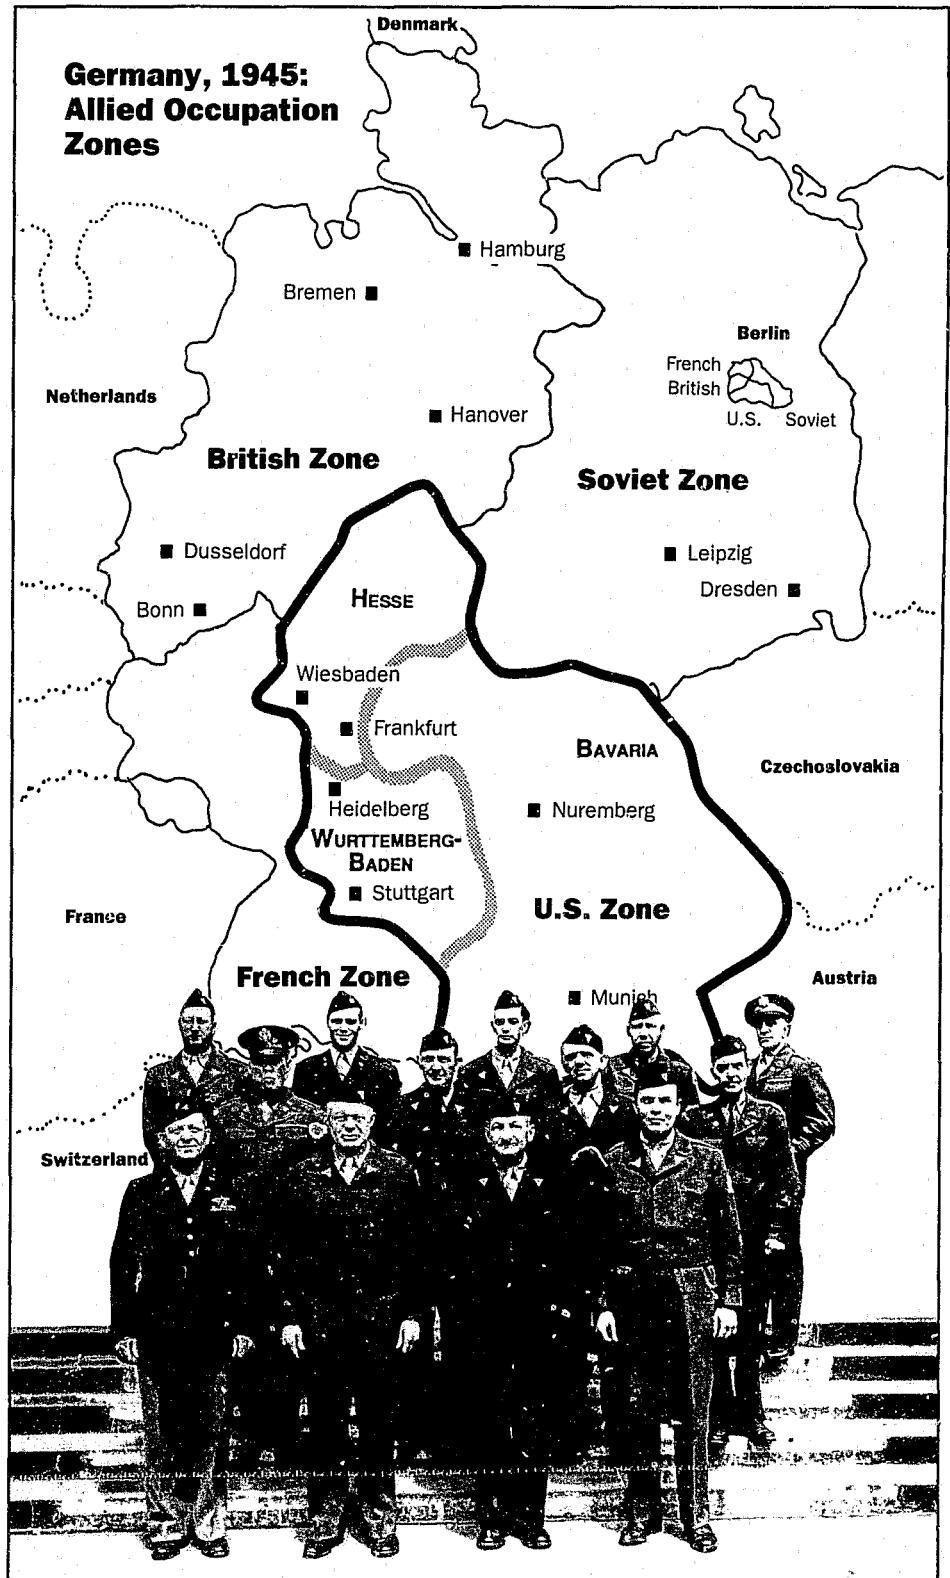 Denmark
Germany, 1945:
Allied Occupation
Zones
Hamburg
Bremen
Berlin
French
British
U.S.
Soviet
Netherlands
Hanover
British Zone
Soviet Zone
Dusseldorf
Leipzig
Dresden
Hesse
Bonn
Wiesbaden
Frankfurt
Bavaria
Czechoslovakia
Heidelberg
Nuremberg
Wurttemberg-
Baden
Stuttgart
U.S. Zone
France
French Zone
Austria
Munich
Switzerland